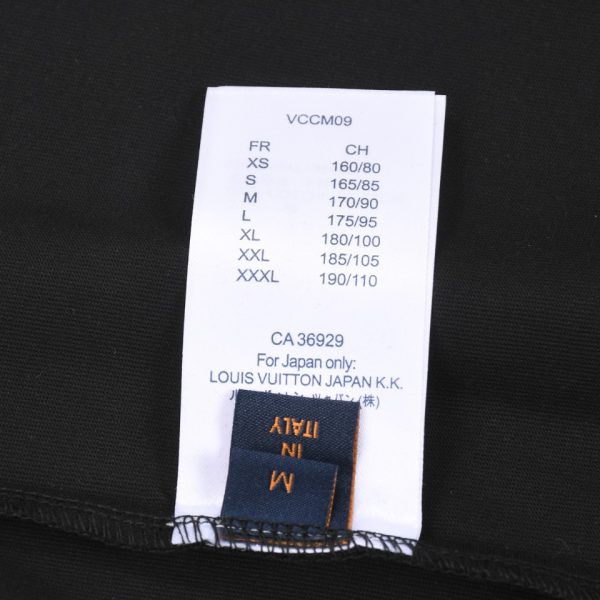 VCCM09
FR CH
XS 160/80
S 165/85
M 170/90
L 175/95
XL 180/100
XXL 185/105
XXXL 190/110
CA 36929
For Japan only:
LOUIS VUITTON JAPAN K.K.
(株)
IN
ITALY
M